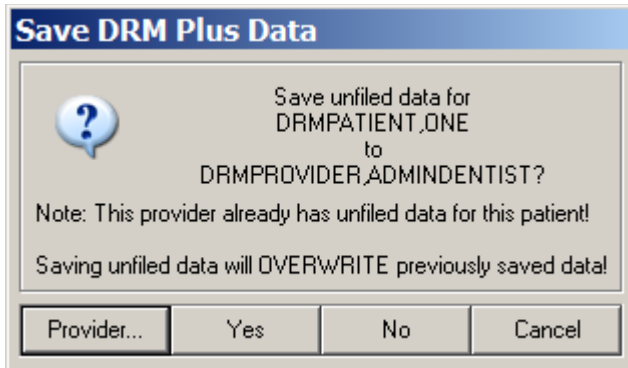 Save DRM Plus Data
Save unfiled data for
DRMPATIENT,ONE
to
DRMPROVIDER,ADMINDENTIST?
Note: This provider already has unfiled data for this patient!
Saving unfiled data will OVERWRITE previously saved data!
Provider... Yes No Cancel